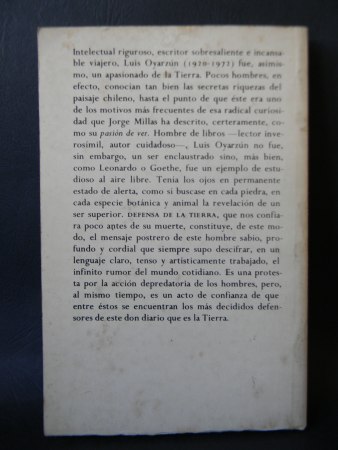 Intelectual riguroso, escritor sobresaliente e incansa-
ble viajero, Luis Oyarzún (1920-1972) fue, asimis-
mo, un apasionado de la Tierra. Pocos hombres, en
efecto, conocían tan bien las secretas riquezas del
paisaje chileno, hasta el punto de que éste era uno
de los motivos más frecuentes de esa radical curiosi-
dad que Jorge Millas ha descrito, certeramente, co-
mo su pasión de ver. Hombre de libros —lector inve-
rosímil, autor cuidadoso—, Luis Oyarzún no fue,
sin embargo, un ser enclaustrado sino, más bien,
como Leonardo o Goethe, fue un ejemplo de estu-
dioso al aire libre. Tenía los ojos en permanente
estado de alerta, como si buscase en cada piedra, en
cada especie botánica y animal la revelación de un
ser superior. DEFENSA DE LA TIERRA, que nos confia-
ra poco antes de su muerte, constituye, de este mo-
do, el mensaje postrero de este hombre sabio, pro-
fundo y cordial que siempre supo descifrar, en un
lenguaje claro, tenso y artísticamente trabajado, el
infinito rumor del mundo cotidiano. Es una protes-
ta por la acción depredatoria de los hombres, pero,
al mismo tiempo, es un acto de confianza de que
entre éstos se encuentran los más decididos defen-
sores de este don diario que es la Tierra.